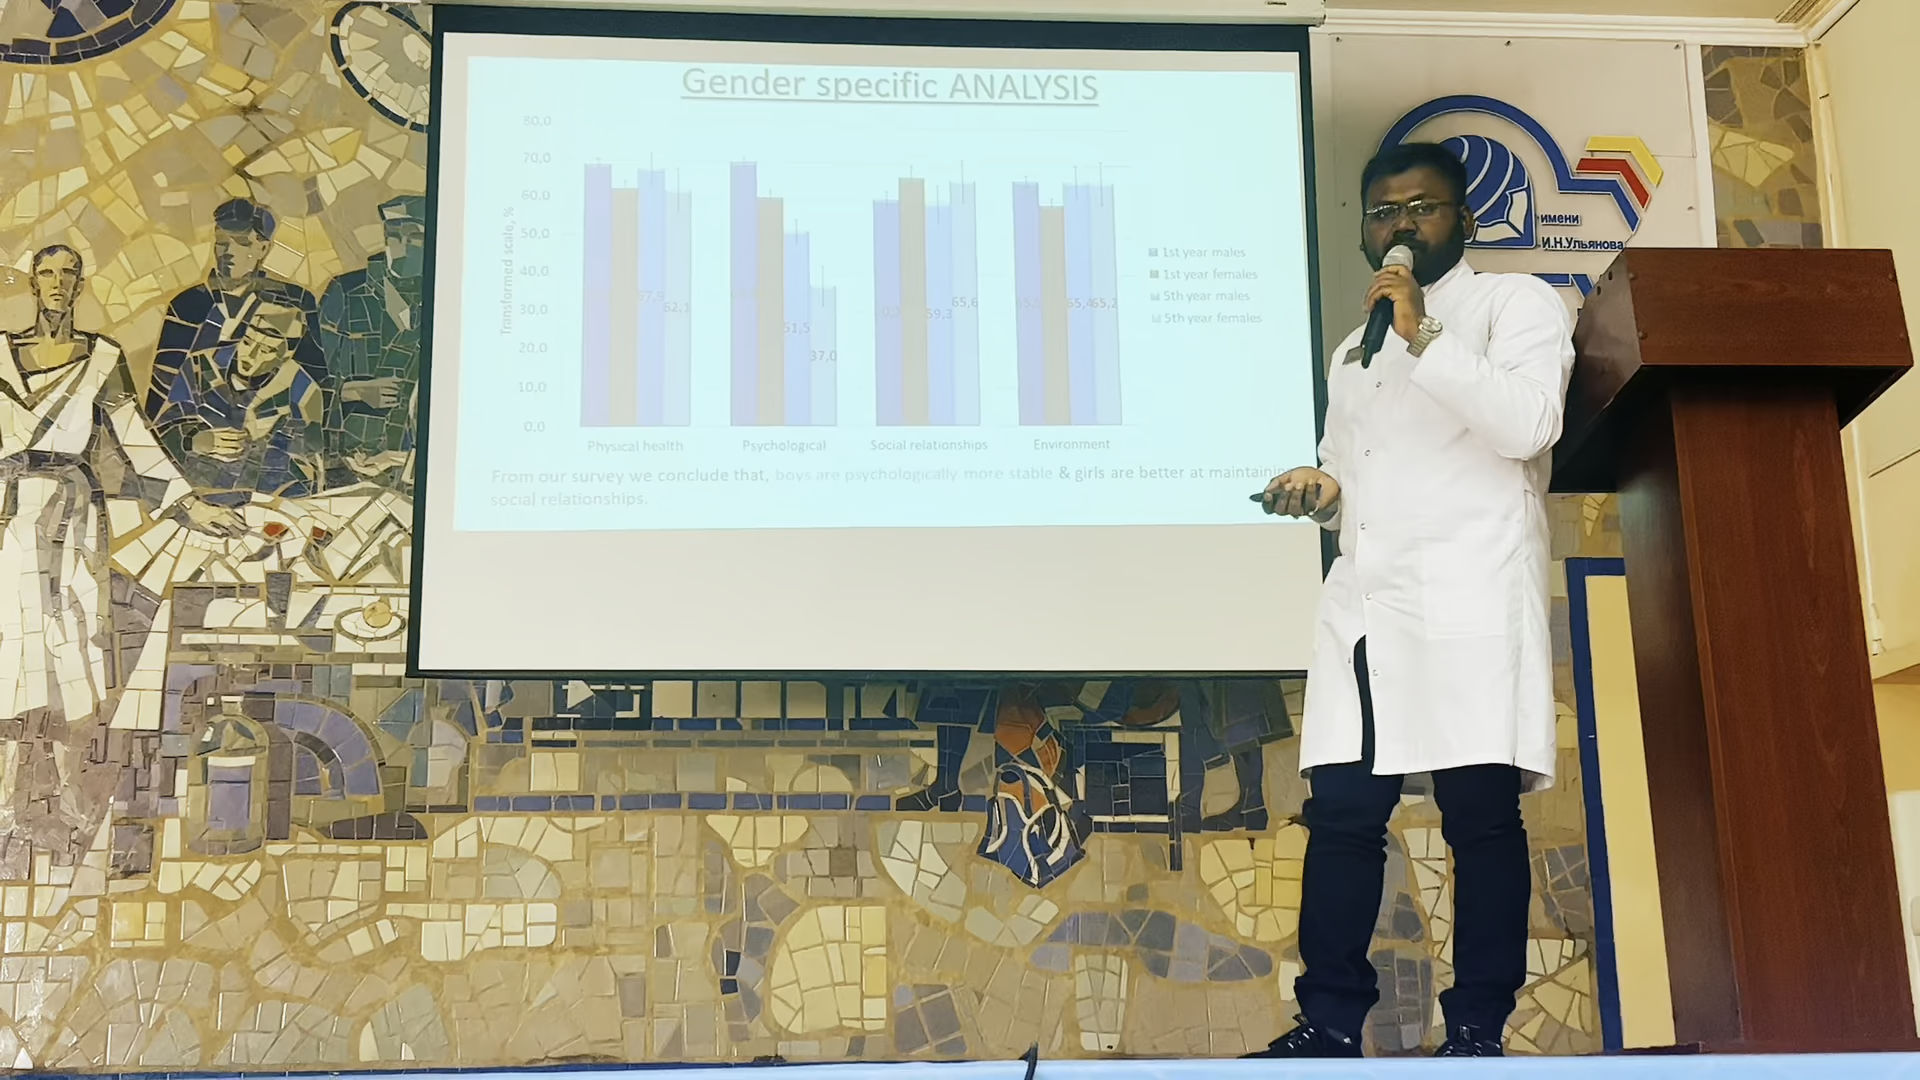 Gender specific ANALYSIS
80,0
70,0
60,0
50,0
40,0
30,0
20,0
10,0
0,0
Transformed scale, %
62,1
51,5
37,0
59,3
65,6
65,4
65,2
Physical health
Psychological
Social relationships
Environment
1st year males
1st year females
5th year males
5th year females
From our survey we conclude that, boys are psychologically more stable & girls are better at maintaining
social relationships.
имени
И.Н.Ульянова